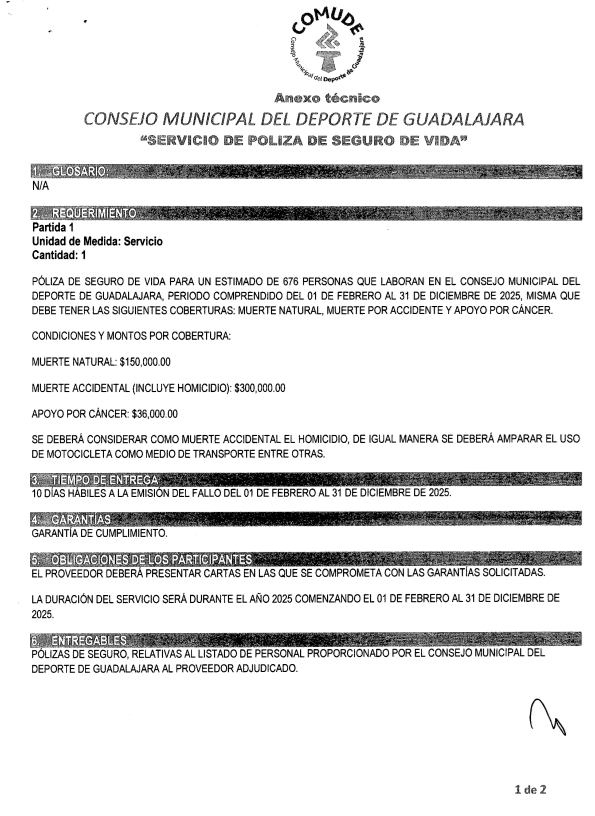 COMUDE
Consejo Municipal del Deporte de Guadalajara
Anexo técnico
CONSEJO MUNICIPAL DEL DEPORTE DE GUADALAJARA
“SERVICIO DE POLIZA DE SEGURO DE VIDA”
1. GLOSARIO:
N/A
2. REQUERIMIENTO
Partida 1
Unidad de Medida: Servicio
Cantidad: 1
PÓLIZA DE SEGURO DE VIDA PARA UN ESTIMADO DE 676 PERSONAS QUE LABORAN EN EL CONSEJO MUNICIPAL DEL
DEPORTE DE GUADALAJARA, PERIODO COMPRENDIDO DEL 01 DE FEBRERO AL 31 DE DICIEMBRE DE 2025, MISMA QUE
DEBE TENER LAS SIGUIENTES COBERTURAS: MUERTE NATURAL, MUERTE POR ACCIDENTE Y APOYO POR CÁNCER.
CONDICIONES Y MONTOS POR COBERTURA:
MUERTE NATURAL: $150,000.00
MUERTE ACCIDENTAL (INCLUYE HOMICIDIO): $300,000.00
APOYO POR CÁNCER: $36,000.00
SE DEBERÁ CONSIDERAR COMO MUERTE ACCIDENTAL EL HOMICIDIO, DE IGUAL MANERA SE DEBERÁ AMPARAR EL USO
DE MOTOCICLETA COMO MEDIO DE TRANSPORTE ENTRE OTRAS.
3. TIEMPO DE ENTREGA
10 DÍAS HÁBILES A LA EMISIÓN DEL FALLO DEL 01 DE FEBRERO AL 31 DE DICIEMBRE DE 2025.
4. GARANTÍAS
GARANTÍA DE CUMPLIMIENTO.
5. OBLIGACIONES DE LOS PARTICIPANTES
EL PROVEEDOR DEBERÁ PRESENTAR CARTAS EN LAS QUE SE COMPROMETA CON LAS GARANTÍAS SOLICITADAS.
LA DURACIÓN DEL SERVICIO SERÁ DURANTE EL AÑO 2025 COMENZANDO EL 01 DE FEBRERO AL 31 DE DICIEMBRE DE
2025.
6. ENTREGABLES
PÓLIZAS DE SEGURO, RELATIVAS AL LISTADO DE PERSONAL PROPORCIONADO POR EL CONSEJO MUNICIPAL DEL
DEPORTE DE GUADALAJARA AL PROVEEDOR ADJUDICADO.
1 de 2